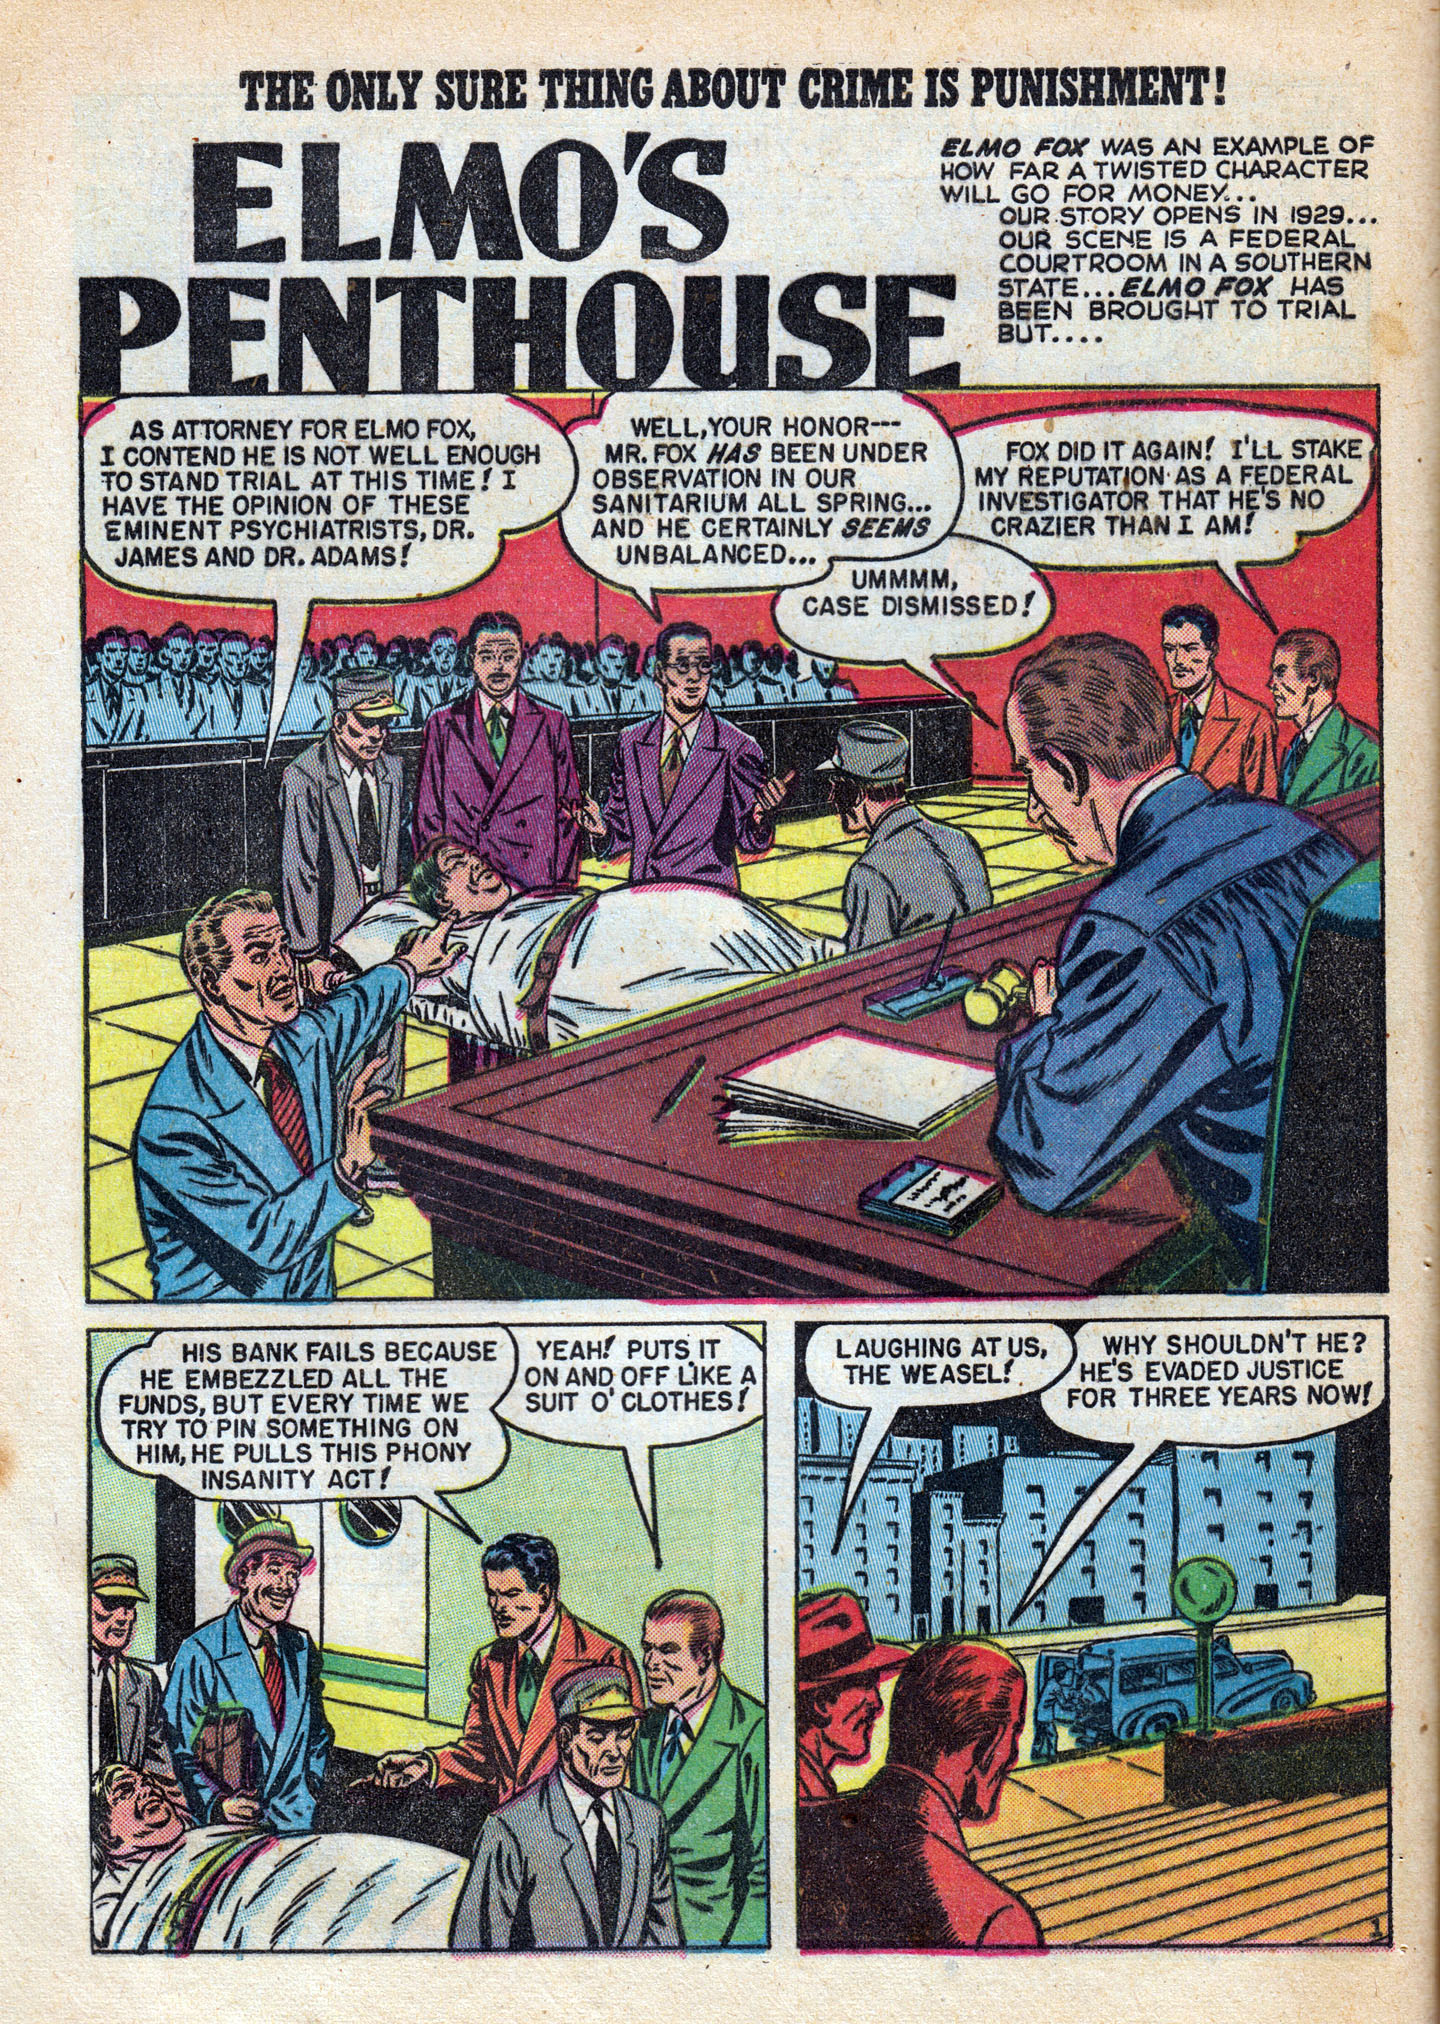 THE ONLY SURE THING ABOUT CRIME IS PUNISHMENT!
ELMO'S
PENTHOUSE
ELMO FOX WAS AN EXAMPLE OF
HOW FAR A TWISTED CHARACTER
WILL GO FOR MONEY...
OUR STORY OPENS IN 1929...
OUR SCENE IS A FEDERAL
COURTROOM IN A SOUTHERN
STATE...ELMO FOX HAS
BEEN BROUGHT TO TRIAL
BUT....
AS ATTORNEY FOR ELMO FOX,
I CONTEND HE IS NOT WELL ENOUGH
TO STAND TRIAL AT THIS TIME! I
HAVE THE OPINION OF THESE
EMINENT PSYCHIATRISTS, DR.
JAMES AND DR. ADAMS!
WELL, YOUR HONOR---
MR. FOX HAS BEEN UNDER
OBSERVATION IN OUR
SANITARIUM ALL SPRING...
AND HE CERTAINLY SEEMS
UNBALANCED...
UMMMM,
CASE DISMISSED!
FOX DID IT AGAIN! I'LL STAKE
MY REPUTATION AS A FEDERAL
INVESTIGATOR THAT HE'S NO
CRAZIER THAN I AM!
HIS BANK FAILS BECAUSE
HE EMBEZZLED ALL THE
FUNDS, BUT EVERY TIME WE
TRY TO PIN SOMETHING ON
HIM, HE PULLS THIS PHONY
INSANITY ACT!
YEAH! PUTS IT
ON AND OFF LIKE A
SUIT O' CLOTHES!
LAUGHING AT US,
THE WEASEL!
WHY SHOULDN'T HE?
HE'S EVADED JUSTICE
FOR THREE YEARS NOW!
1